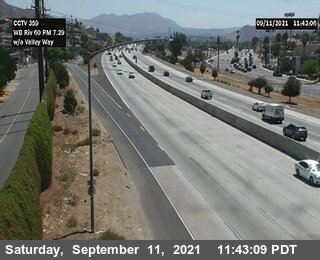 CCTV 369
WB Riv 60 PM 7.29
w/o Valley Way
09/11/2021 11:43:06
Saturday, September 11, 2021 11:43:09 PDT